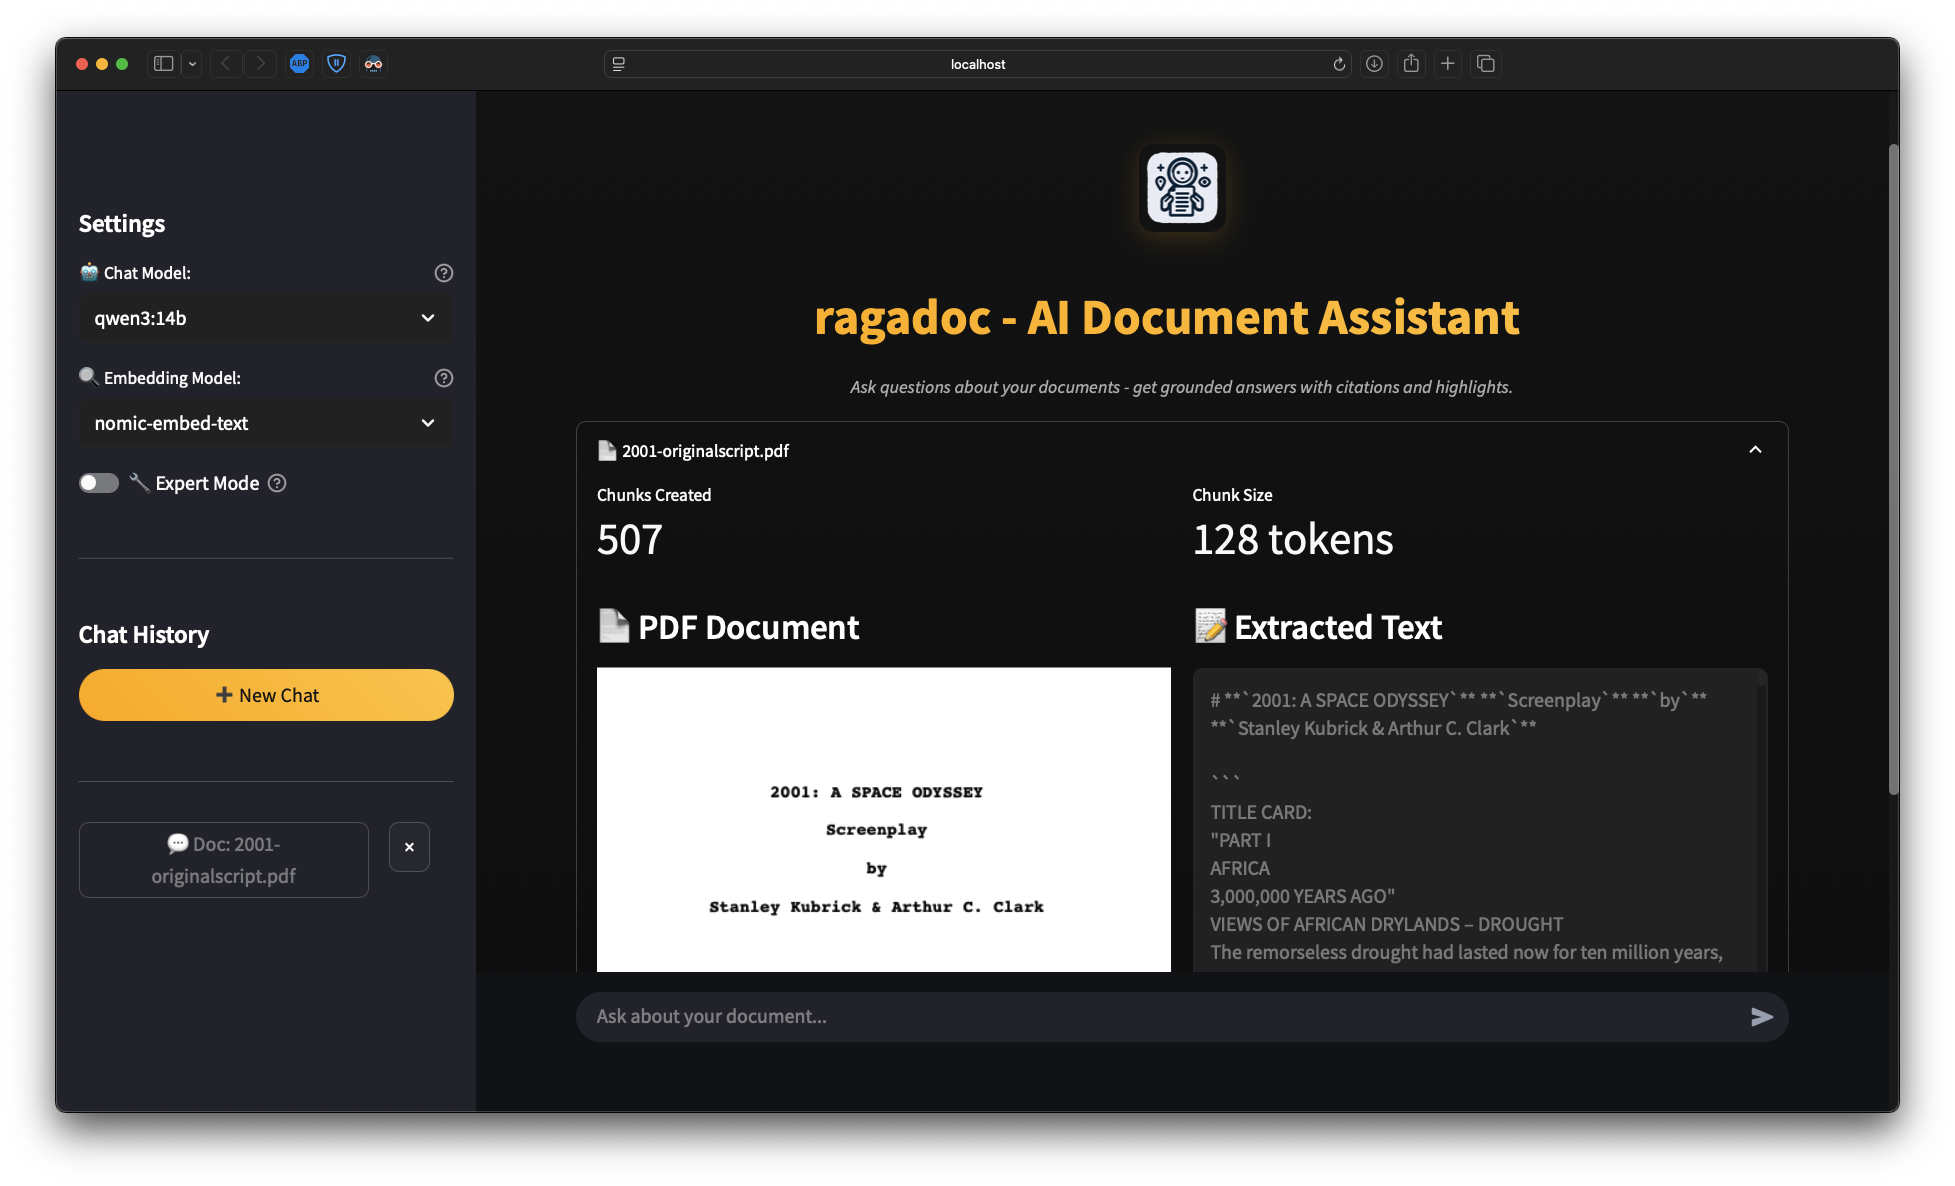 ABP
localhost
Settings
🤖 Chat Model:
qwen3:14b
🔍 Embedding Model:
nomic-embed-text
🔧 Expert Mode
Chat History
➕ New Chat
💬 Doc: 2001-
originalscript.pdf
×
ragadoc - AI Document Assistant
Ask questions about your documents - get grounded answers with citations and highlights.
📄 2001-originalscript.pdf
Chunks Created
507
Chunk Size
128 tokens
📄 PDF Document
2001: A SPACE ODYSSEY
Screenplay
by
Stanley Kubrick & Arthur C. Clark
📝 Extracted Text
# **`2001: A SPACE ODYSSEY`** **`Screenplay`** **`by`**
**`Stanley Kubrick & Arthur C. Clark`**
```
TITLE CARD:
"PART I
AFRICA
3,000,000 YEARS AGO"
VIEWS OF AFRICAN DRYLANDS – DROUGHT
The remorseless drought had lasted now for ten million years,
Ask about your document...